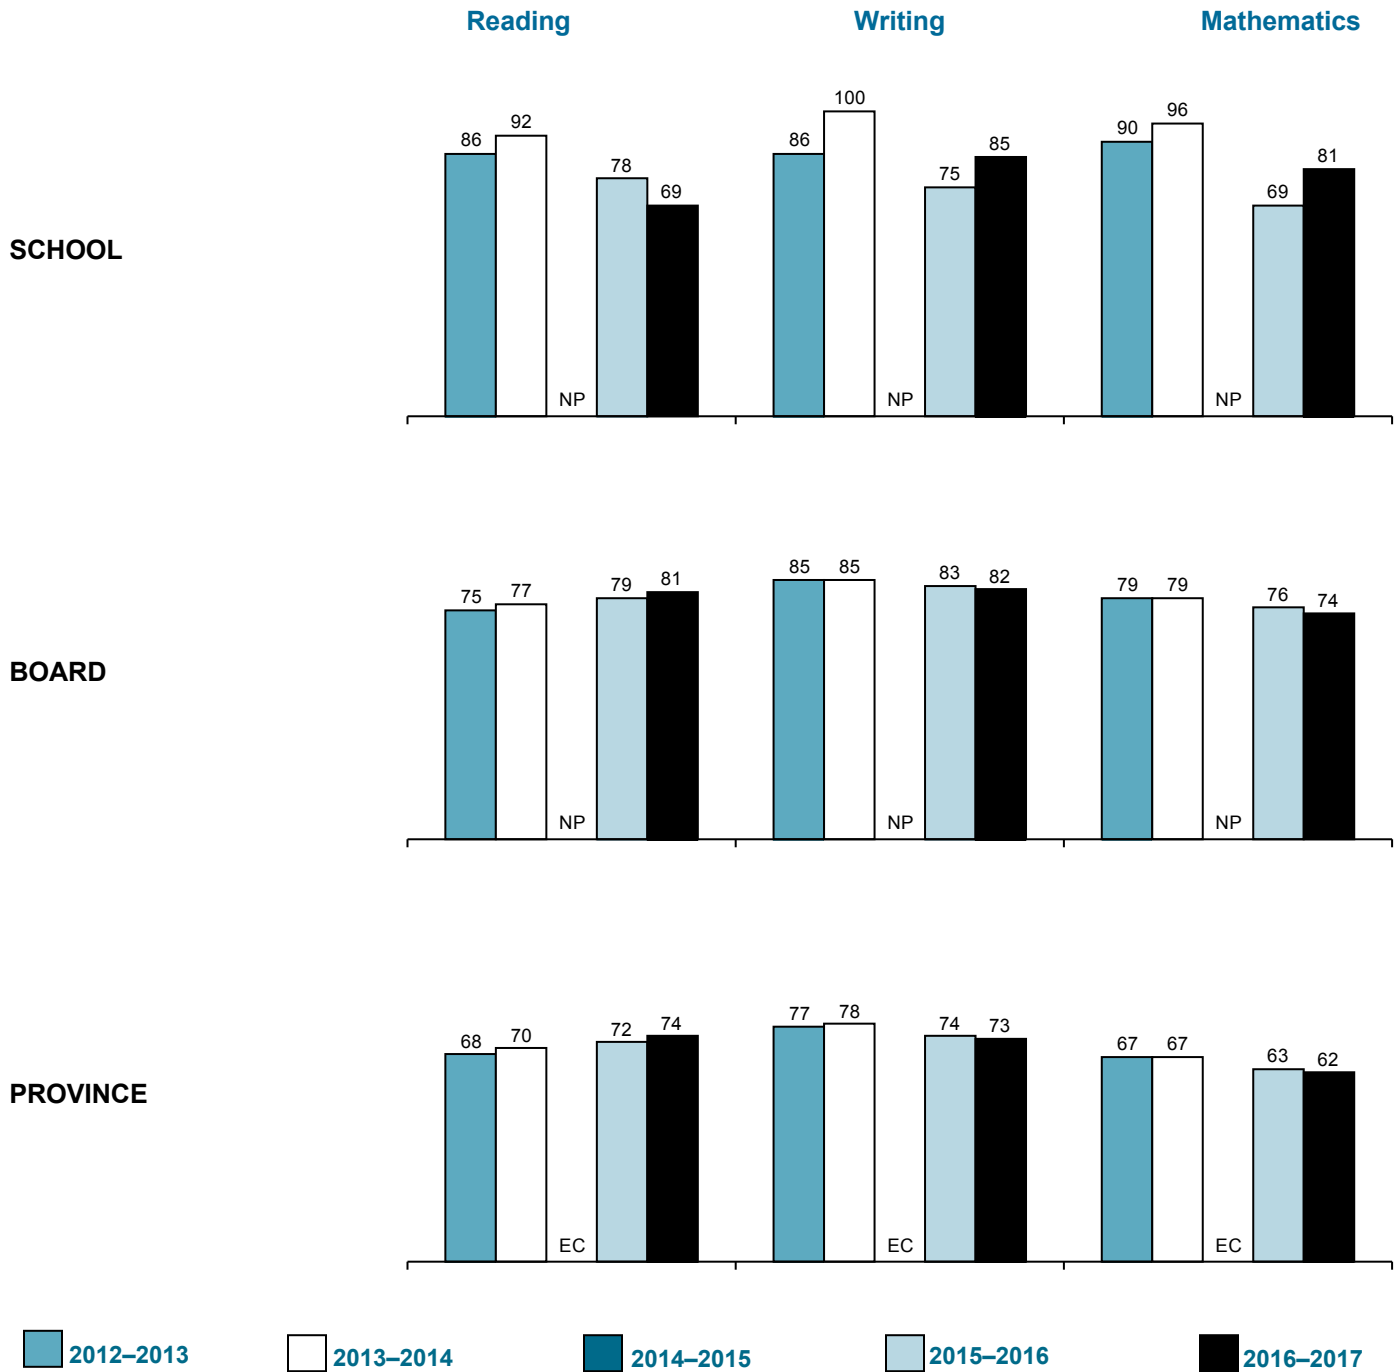 Reading Writing Mathematics
86 92 NP 78 69 86 100 NP 75 85 90 96 NP 69 81
SCHOOL
75 77 NP 79 81 85 85 NP 83 82 79 79 NP 76 74
BOARD
68 70 EC 72 74 77 78 EC 74 73 67 67 EC 63 62
PROVINCE
2012–2013 2013–2014 2014–2015 2015–2016 2016–2017